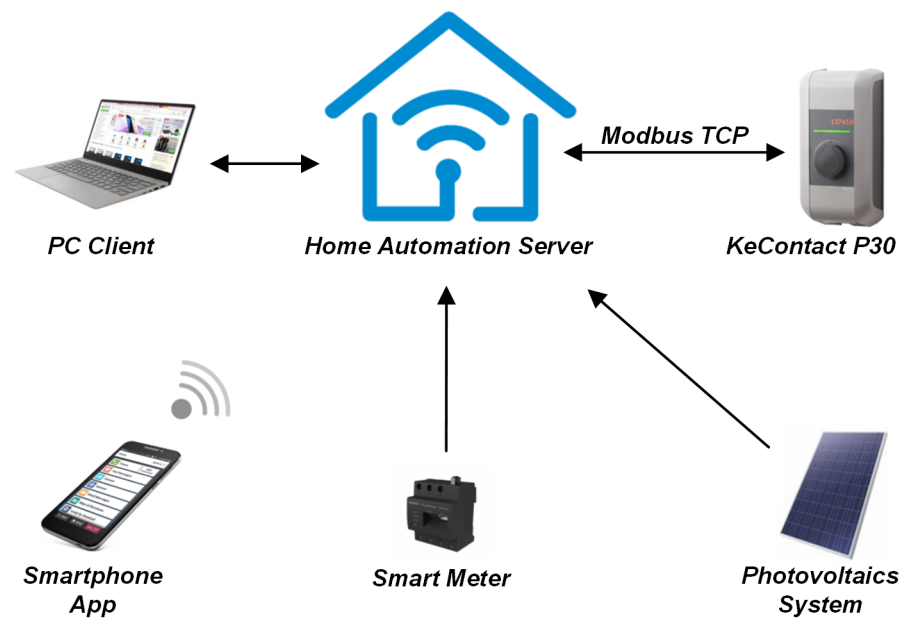 Modbus TCP
PC Client
Home Automation Server
KeContact P30
Smartphone
App
Smart Meter
Photovoltaics
System